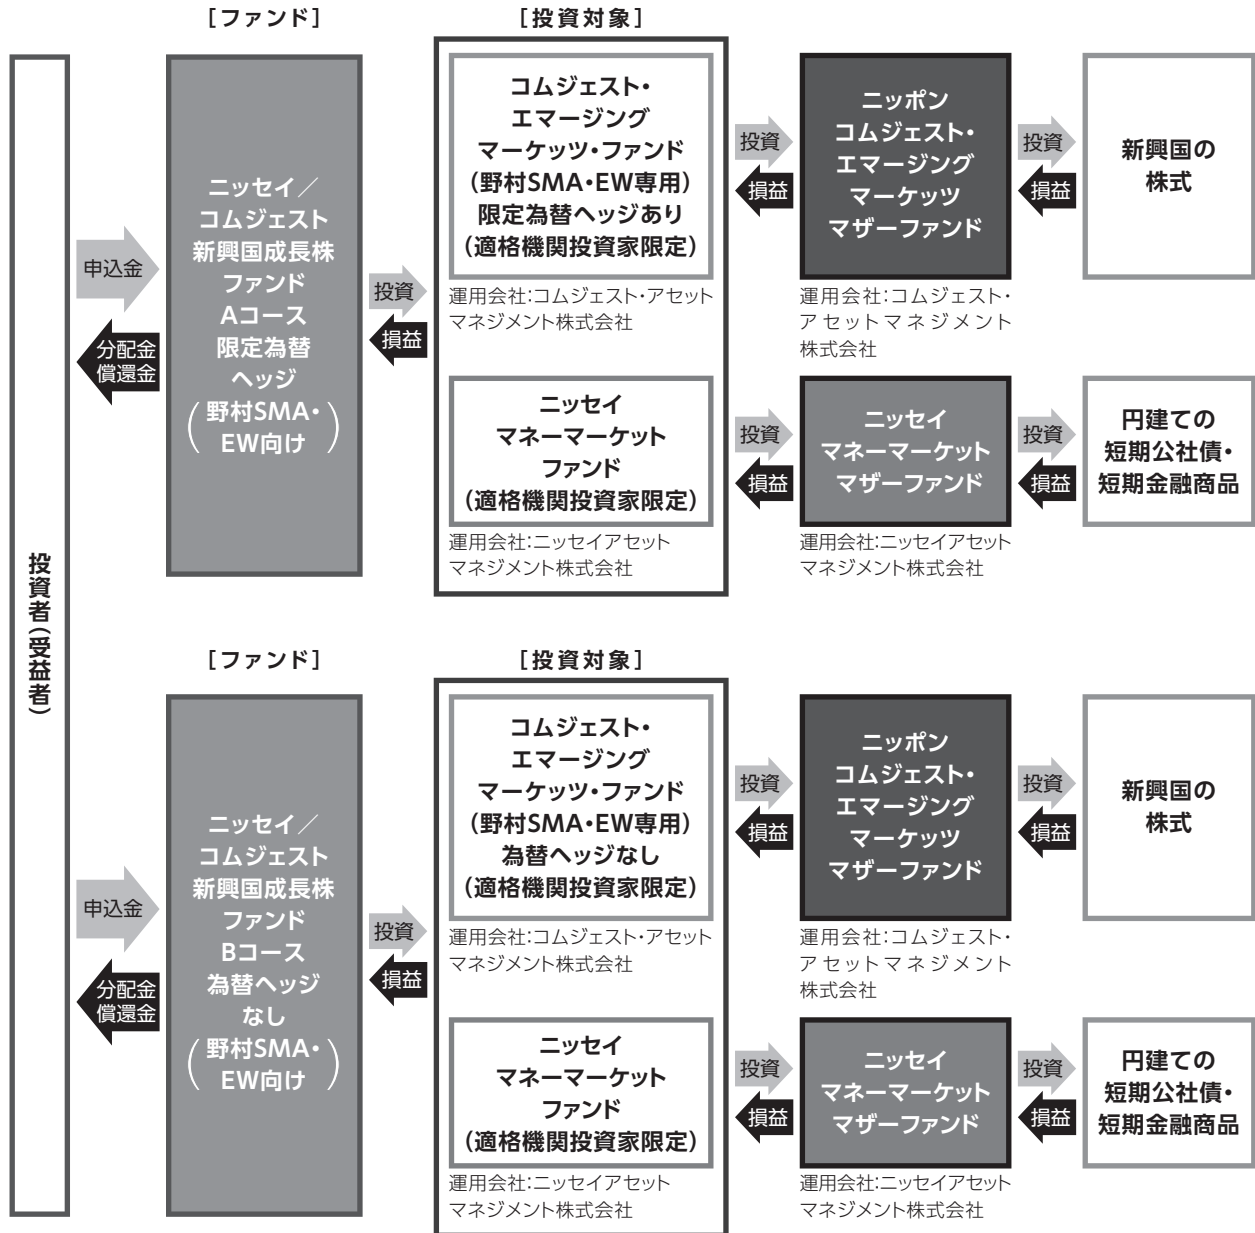 [ファンド]
[投資対象]
投資者(受益者)
申込金
分配金
償還金
ニッセイ／
コムジェスト
新興国成長株
ファンド
Aコース
限定為替
ヘッジ
(野村SMA・
EW向け)
投資
損益
コムジェスト・
エマージング
マーケッツ・ファンド
(野村SMA・EW専用)
限定為替ヘッジあり
(適格機関投資家限定)
運用会社:コムジェスト・アセット
マネジメント株式会社
投資
損益
ニッポン
コムジェスト・
エマージング
マーケッツ
マザーファンド
運用会社:コムジェスト・
アセットマネジメント
株式会社
投資
損益
新興国の
株式
ニッセイ
マネーマーケット
ファンド
(適格機関投資家限定)
運用会社:ニッセイアセット
マネジメント株式会社
投資
損益
ニッセイ
マネーマーケット
マザーファンド
運用会社:ニッセイアセット
マネジメント株式会社
投資
損益
円建ての
短期公社債・
短期金融商品
[ファンド]
[投資対象]
申込金
分配金
償還金
ニッセイ／
コムジェスト
新興国成長株
ファンド
Bコース
為替ヘッジ
なし
(野村SMA・
EW向け)
投資
損益
コムジェスト・
エマージング
マーケッツ・ファンド
(野村SMA・EW専用)
為替ヘッジなし
(適格機関投資家限定)
運用会社:コムジェスト・アセット
マネジメント株式会社
投資
損益
ニッポン
コムジェスト・
エマージング
マーケッツ
マザーファンド
運用会社:コムジェスト・
アセットマネジメント
株式会社
投資
損益
新興国の
株式
ニッセイ
マネーマーケット
ファンド
(適格機関投資家限定)
運用会社:ニッセイアセット
マネジメント株式会社
投資
損益
ニッセイ
マネーマーケット
マザーファンド
運用会社:ニッセイアセット
マネジメント株式会社
投資
損益
円建ての
短期公社債・
短期金融商品